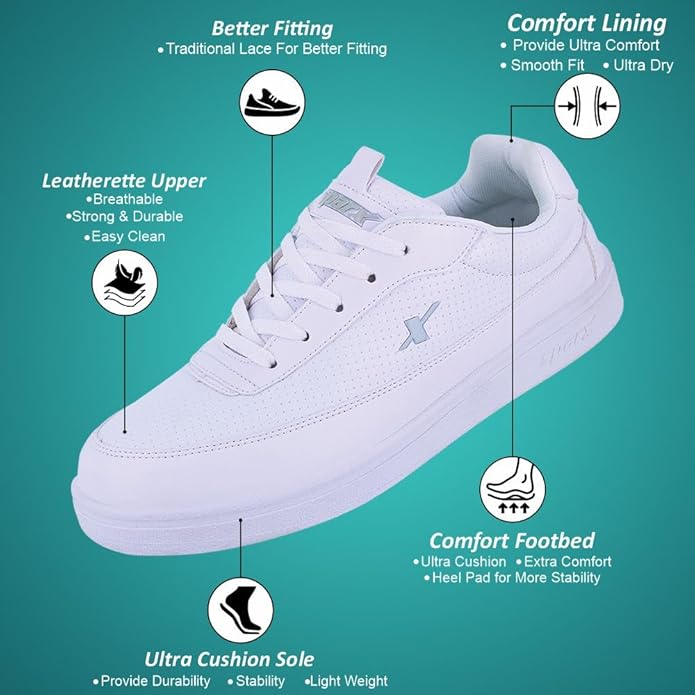 Better Fitting
•Traditional Lace For Better Fitting
Comfort Lining
• Provide Ultra Comfort
• Smooth Fit • Ultra Dry
Leatherette Upper
•Breathable
•Strong & Durable
•Easy Clean
sparx
sparx
Comfort Footbed
•Ultra Cushion •Extra Comfort
•Heel Pad for More Stability
Ultra Cushion Sole
•Provide Durability •Stability •Light Weight